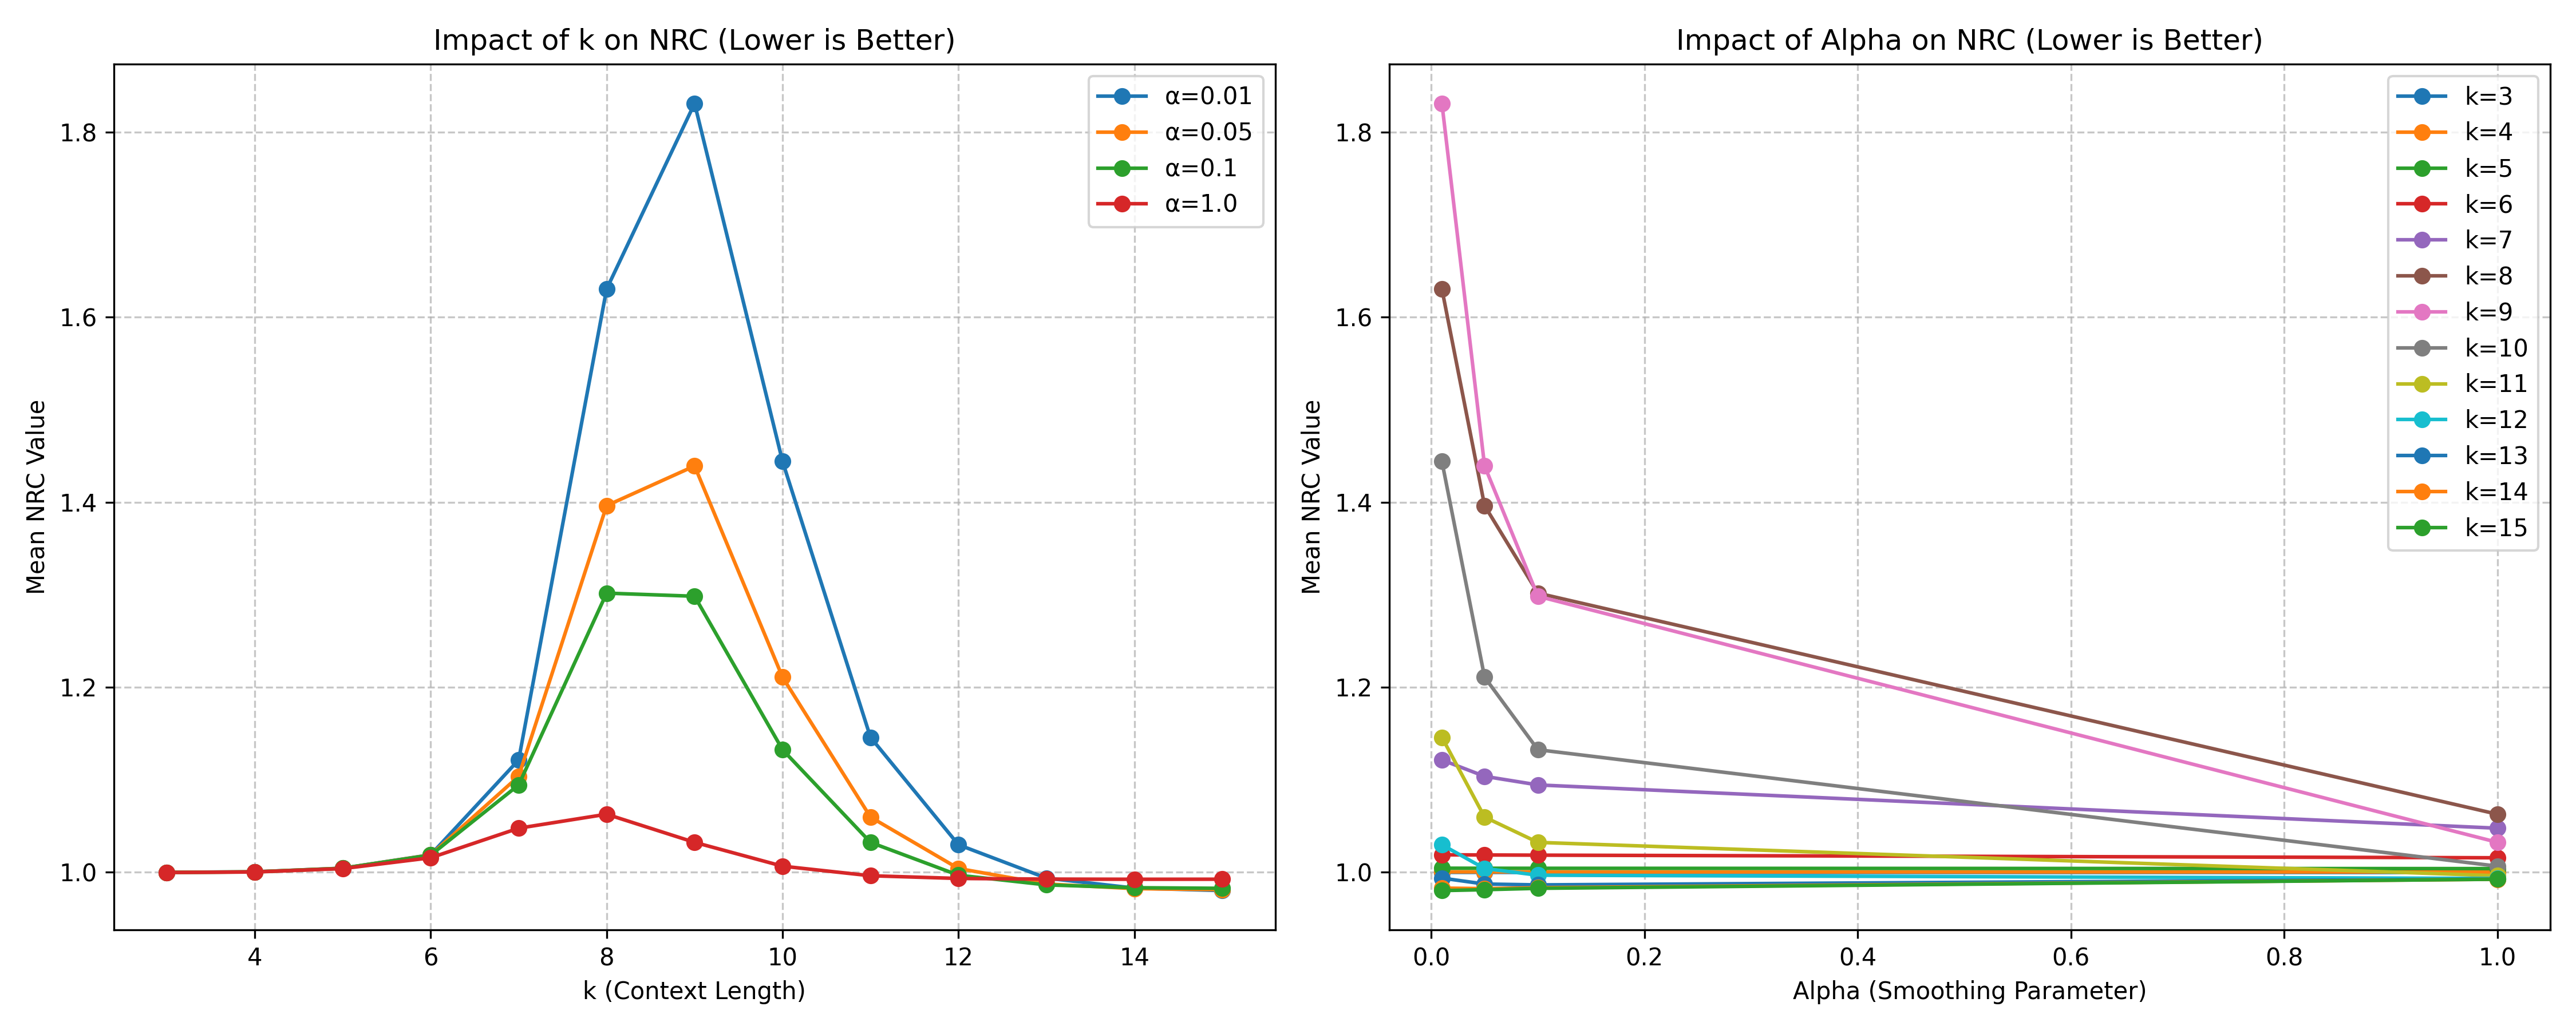 Impact of k on NRC (Lower is Better)
Mean NRC Value
1.8
1.6
1.4
1.2
1.0
4 6 8 10 12 14
k (Context Length)
α=0.01
α=0.05
α=0.1
α=1.0
Impact of Alpha on NRC (Lower is Better)
Mean NRC Value
1.8
1.6
1.4
1.2
1.0
0.0 0.2 0.4 0.6 0.8 1.0
Alpha (Smoothing Parameter)
k=3
k=4
k=5
k=6
k=7
k=8
k=9
k=10
k=11
k=12
k=13
k=14
k=15